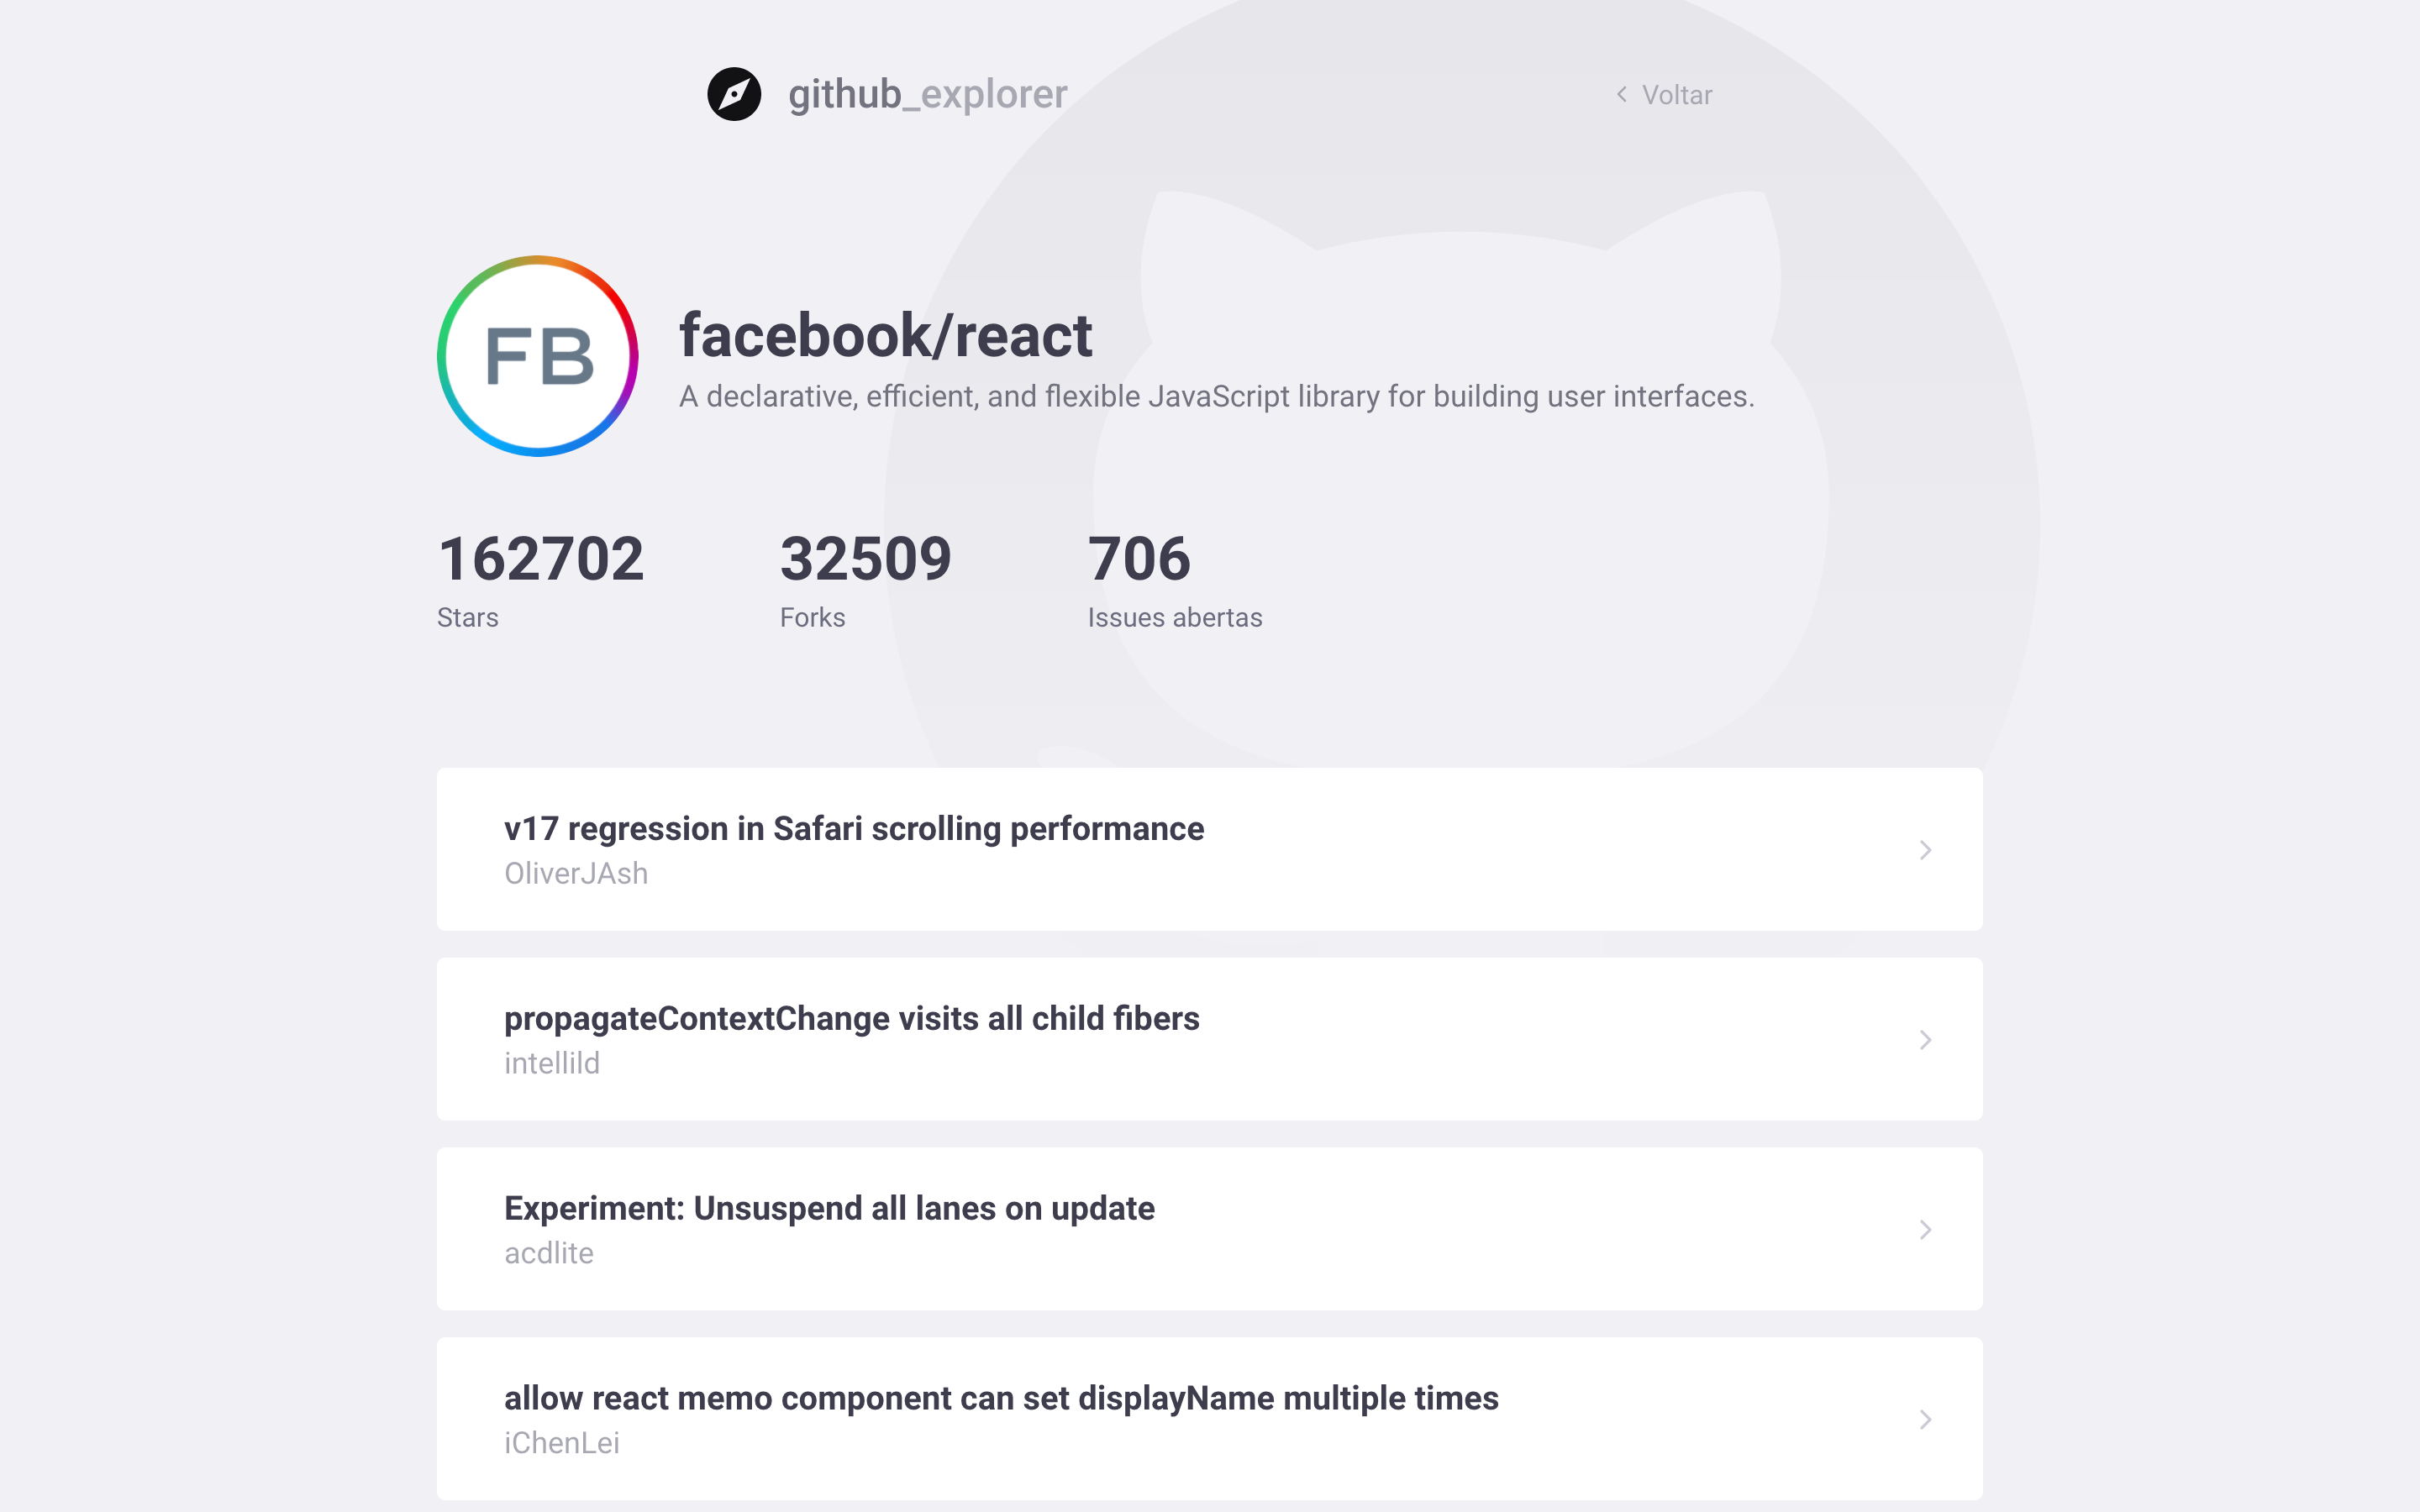 github_explorer
Voltar
FB
facebook/react
A declarative, efficient, and flexible JavaScript library for building user interfaces.
162702 32509 706
Stars Forks Issues abertas
v17 regression in Safari scrolling performance
OliverJAsh
propagateContextChange visits all child fibers
intellild
Experiment: Unsuspend all lanes on update
acdlite
allow react memo component can set displayName multiple times
iChenLei